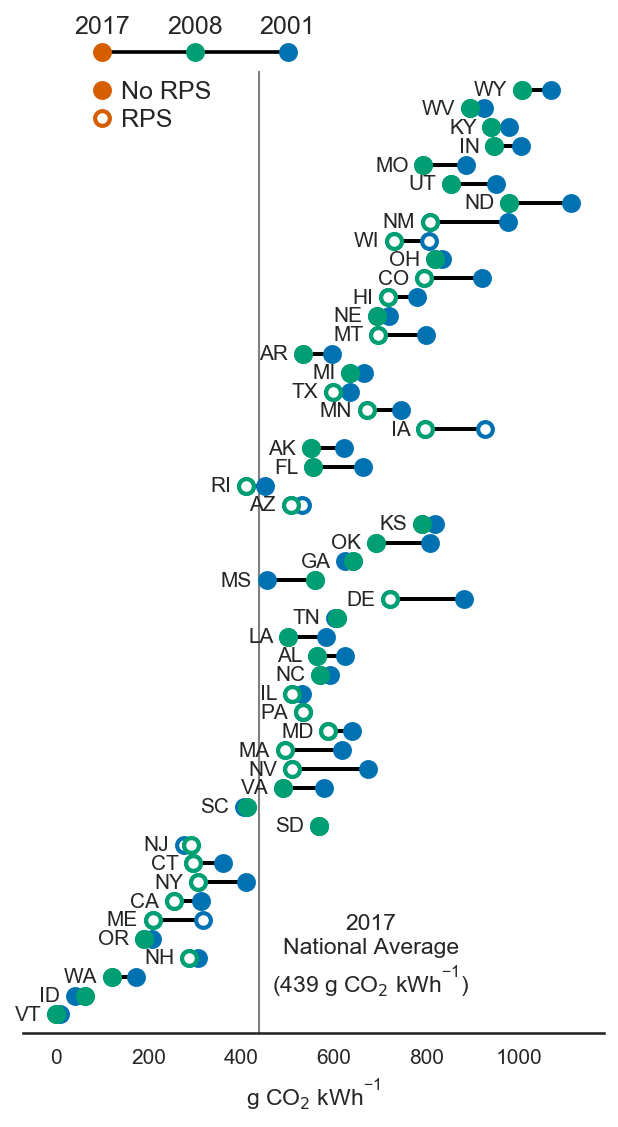 2017 2008 2001
No RPS
RPS
WY
WV
KY
IN
MO
UT
ND
NM
WI
OH
CO
HI
NE
MT
AR
MI
TX
MN
IA
AK
FL
RI
AZ
KS
OK
GA
MS
DE
TN
LA
AL
NC
IL
PA
MD
MA
NV
VA
SC
SD
NJ
CT
NY
CA
ME
OR
NH
WA
ID
VT
2017
National Average
(439 g CO₂ kWh⁻¹)
0 200 400 600 800 1000
g CO₂ kWh⁻¹